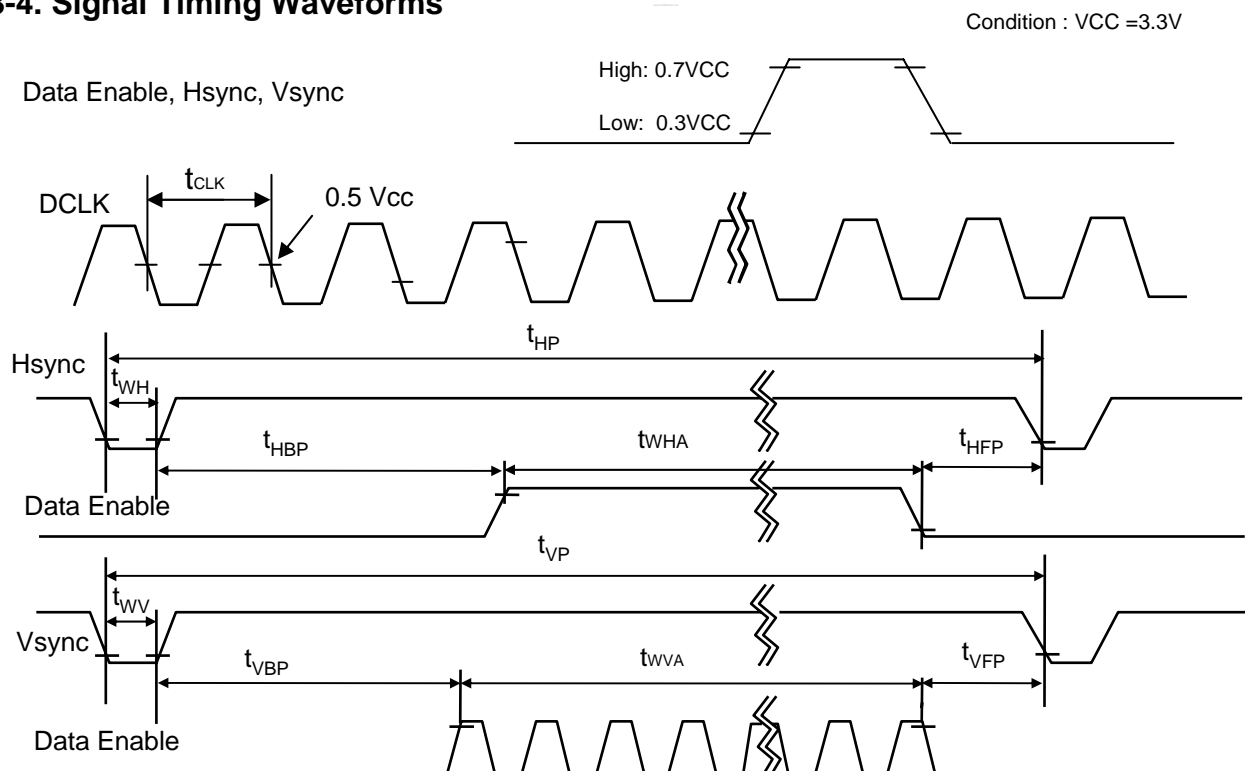 3-4. Signal Timing Waveforms
Condition : VCC =3.3V
High: 0.7VCC
Data Enable, Hsync, Vsync
Low: 0.3VCC
tCLK
0.5 Vcc
DCLK
tHP
Hsync
tWH
tHBP
tWHA
tHFP
Data Enable
tVP
tWV
Vsync
tVBP
tWVA
tVFP
Data Enable